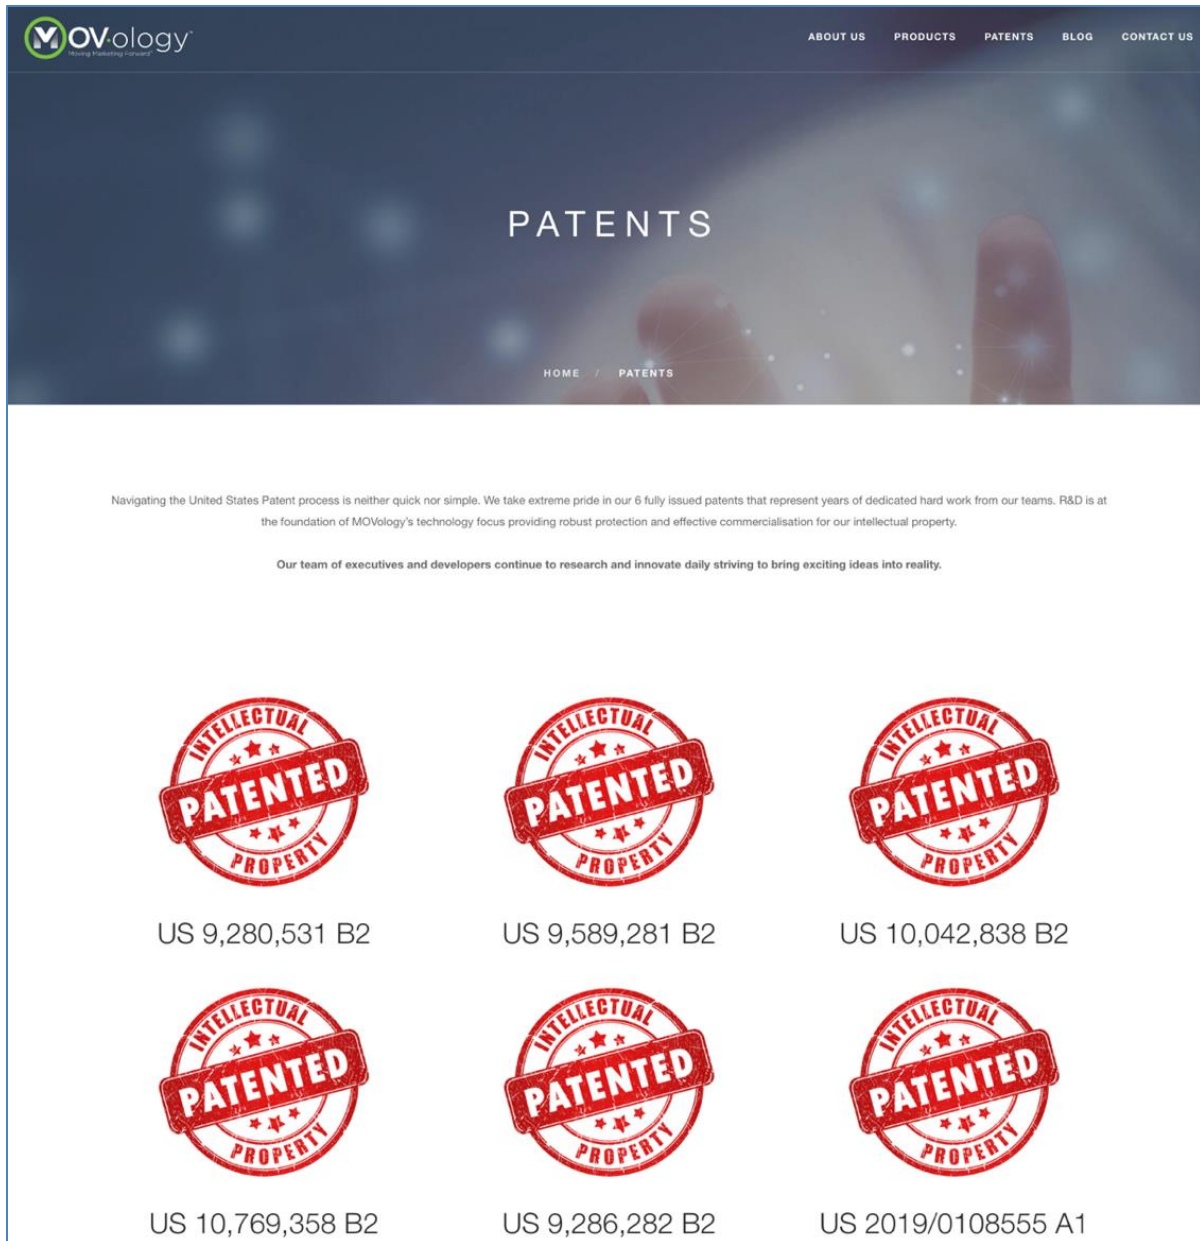 MOV·ology™
Moving Marketing Forward™
ABOUT US PRODUCTS PATENTS BLOG CONTACT US
PATENTS
HOME / PATENTS
Navigating the United States Patent process is neither quick nor simple. We take extreme pride in our 6 fully issued patents that represent years of dedicated hard work from our teams. R&D is at
the foundation of MOVology's technology focus providing robust protection and effective commercialisation for our intellectual property.
Our team of executives and developers continue to research and innovate daily striving to bring exciting ideas into reality.
INTELLECTUAL INTELLECTUAL INTELLECTUAL
PATENTED PATENTED PATENTED
PROPERTY PROPERTY PROPERTY
US 9,280,531 B2 US 9,589,281 B2 US 10,042,838 B2
INTELLECTUAL INTELLECTUAL INTELLECTUAL
PATENTED PATENTED PATENTED
PROPERTY PROPERTY PROPERTY
US 10,769,358 B2 US 9,286,282 B2 US 2019/0108555 A1